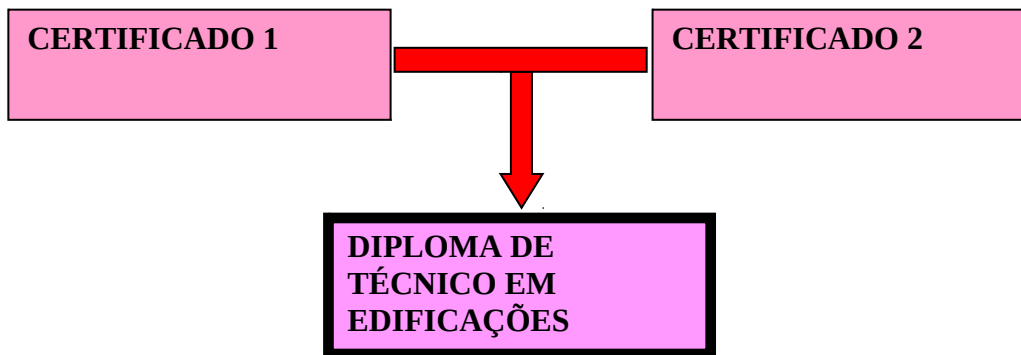 CERTIFICADO 1
CERTIFICADO 2
DIPLOMA DE
TÉCNICO EM
EDIFICAÇÕES